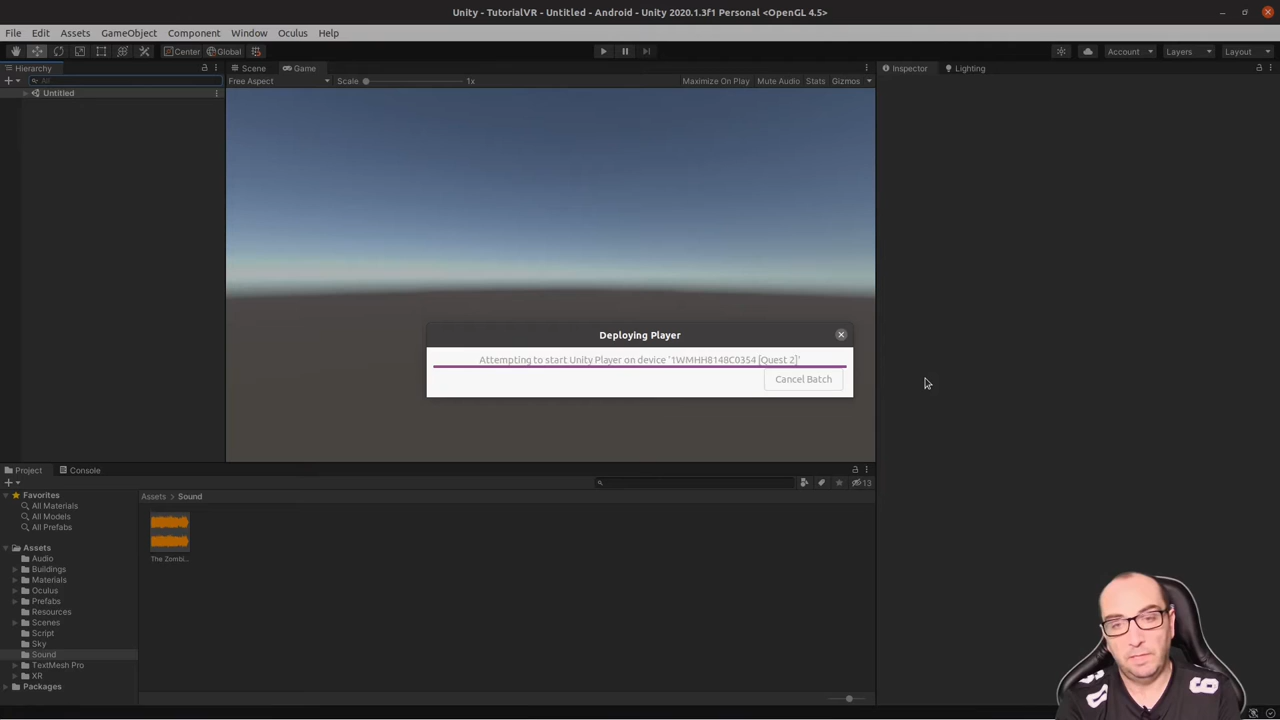 Unity - TutorialVR - Untitled - Android - Unity 2020.1.3f1 Personal <OpenGL 4.5>
File Edit Assets GameObject Component Window Oculus Help
Center Global Account Layers Layout
Hierarchy Scene Game Inspector Lighting
All Free Aspect Scale 1x Maximize On Play Mute Audio Stats Gizmos
Untitled
Deploying Player
Attempting to start Unity Player on device '1WMHH8148C0354 [Quest 2]'
Cancel Batch
Project Console
13
Favorites
All Materials
All Models
All Prefabs
Assets > Sound
The Zombi...
Assets
Audio
Buildings
Materials
Oculus
Prefabs
Resources
Scenes
Script
Sky
Sound
TextMesh Pro
XR
Packages